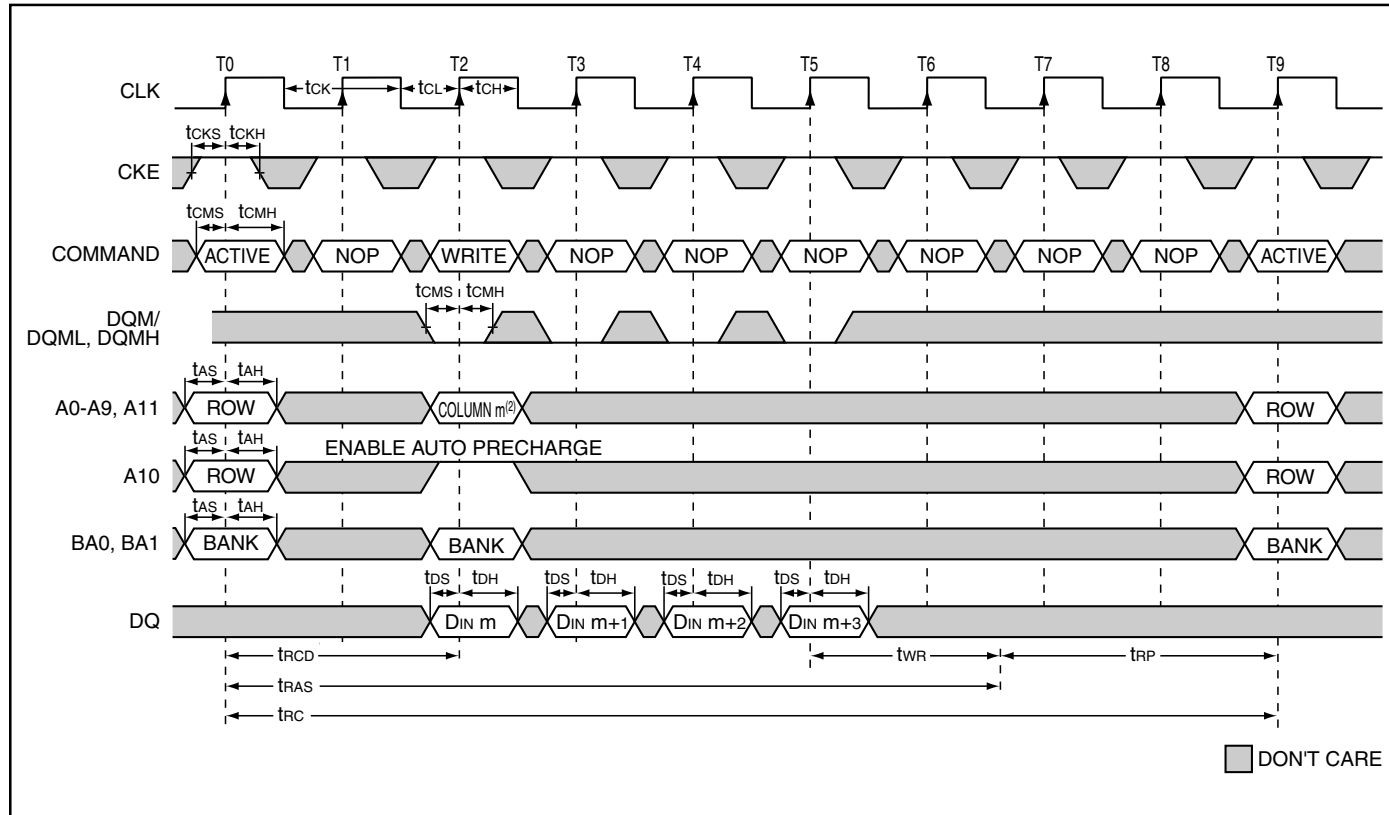 T0 T1 T2 T3 T4 T5 T6 T7 T8 T9
CLK tCK tCL tCH
tCKS tCKH
CKE
tCMS tCMH
COMMAND ACTIVE NOP WRITE NOP NOP NOP NOP NOP NOP ACTIVE
tCMS tCMH
DQM/
DQML, DQMH
tAS tAH
A0-A9, A11 ROW COLUMN m(2) ROW
tAS tAH ENABLE AUTO PRECHARGE
A10 ROW ROW
tAS tAH
BA0, BA1 BANK BANK BANK
tDS tDH tDS tDH tDS tDH tDS tDH
DQ DIN m DIN m+1 DIN m+2 DIN m+3
tRCD tWR tRP
tRAS
tRC
DON'T CARE